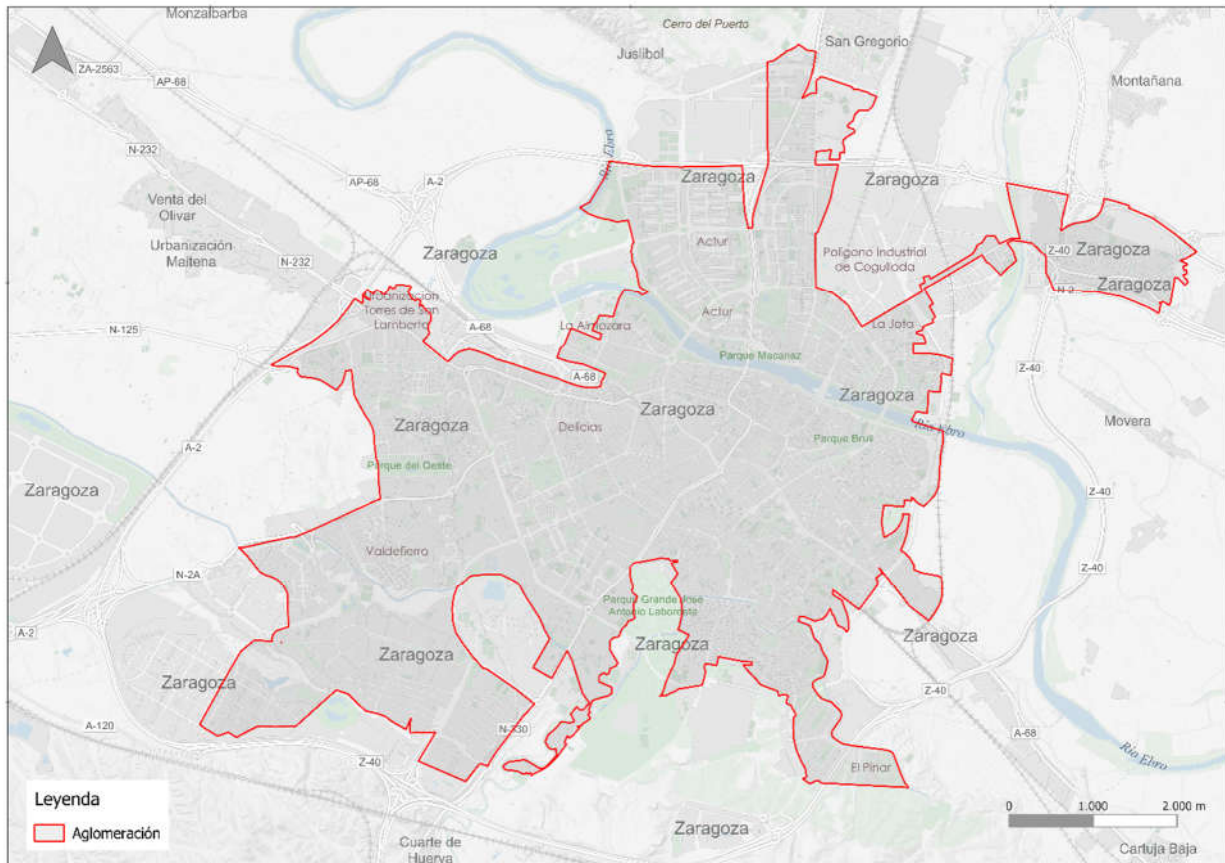 Monzalbarba
Cerro del Puerto
San Gregorio
Juslibol
ZA-2563
AP-68
Montañana
Río Ebro
N-232
AP-68
A-2
Zaragoza
Zaragoza
Venta del
Olivar
Actur
Zaragoza
Urbanización
Maitena
Zaragoza
Z-40
Zaragoza
Polígono Industrial
de Cogullada
N-232
Zaragoza
N-2
Urbanización
Torres de San
Lamberto
Actur
La Jota
N-125
A-68
La Almozara
Parque Macanaz
Z-40
A-68
Zaragoza
Zaragoza
Movera
Zaragoza
Delicias
Río Ebro
Parque Brus
A-2
Parque del Oeste
Zaragoza
Z-40
Valdefierro
Z-40
N-2A
Parque Grande José
Antonio Labordeta
A-2
Zaragoza
Zaragoza
Zaragoza
Zaragoza
Z-40
A-120
N-330
A-68
Río Ebro
Z-40
El Pinar
Leyenda
Aglomeración
0 1.000 2.000 m
Zaragoza
Cuarte de
Huerva
Cartuja Baja